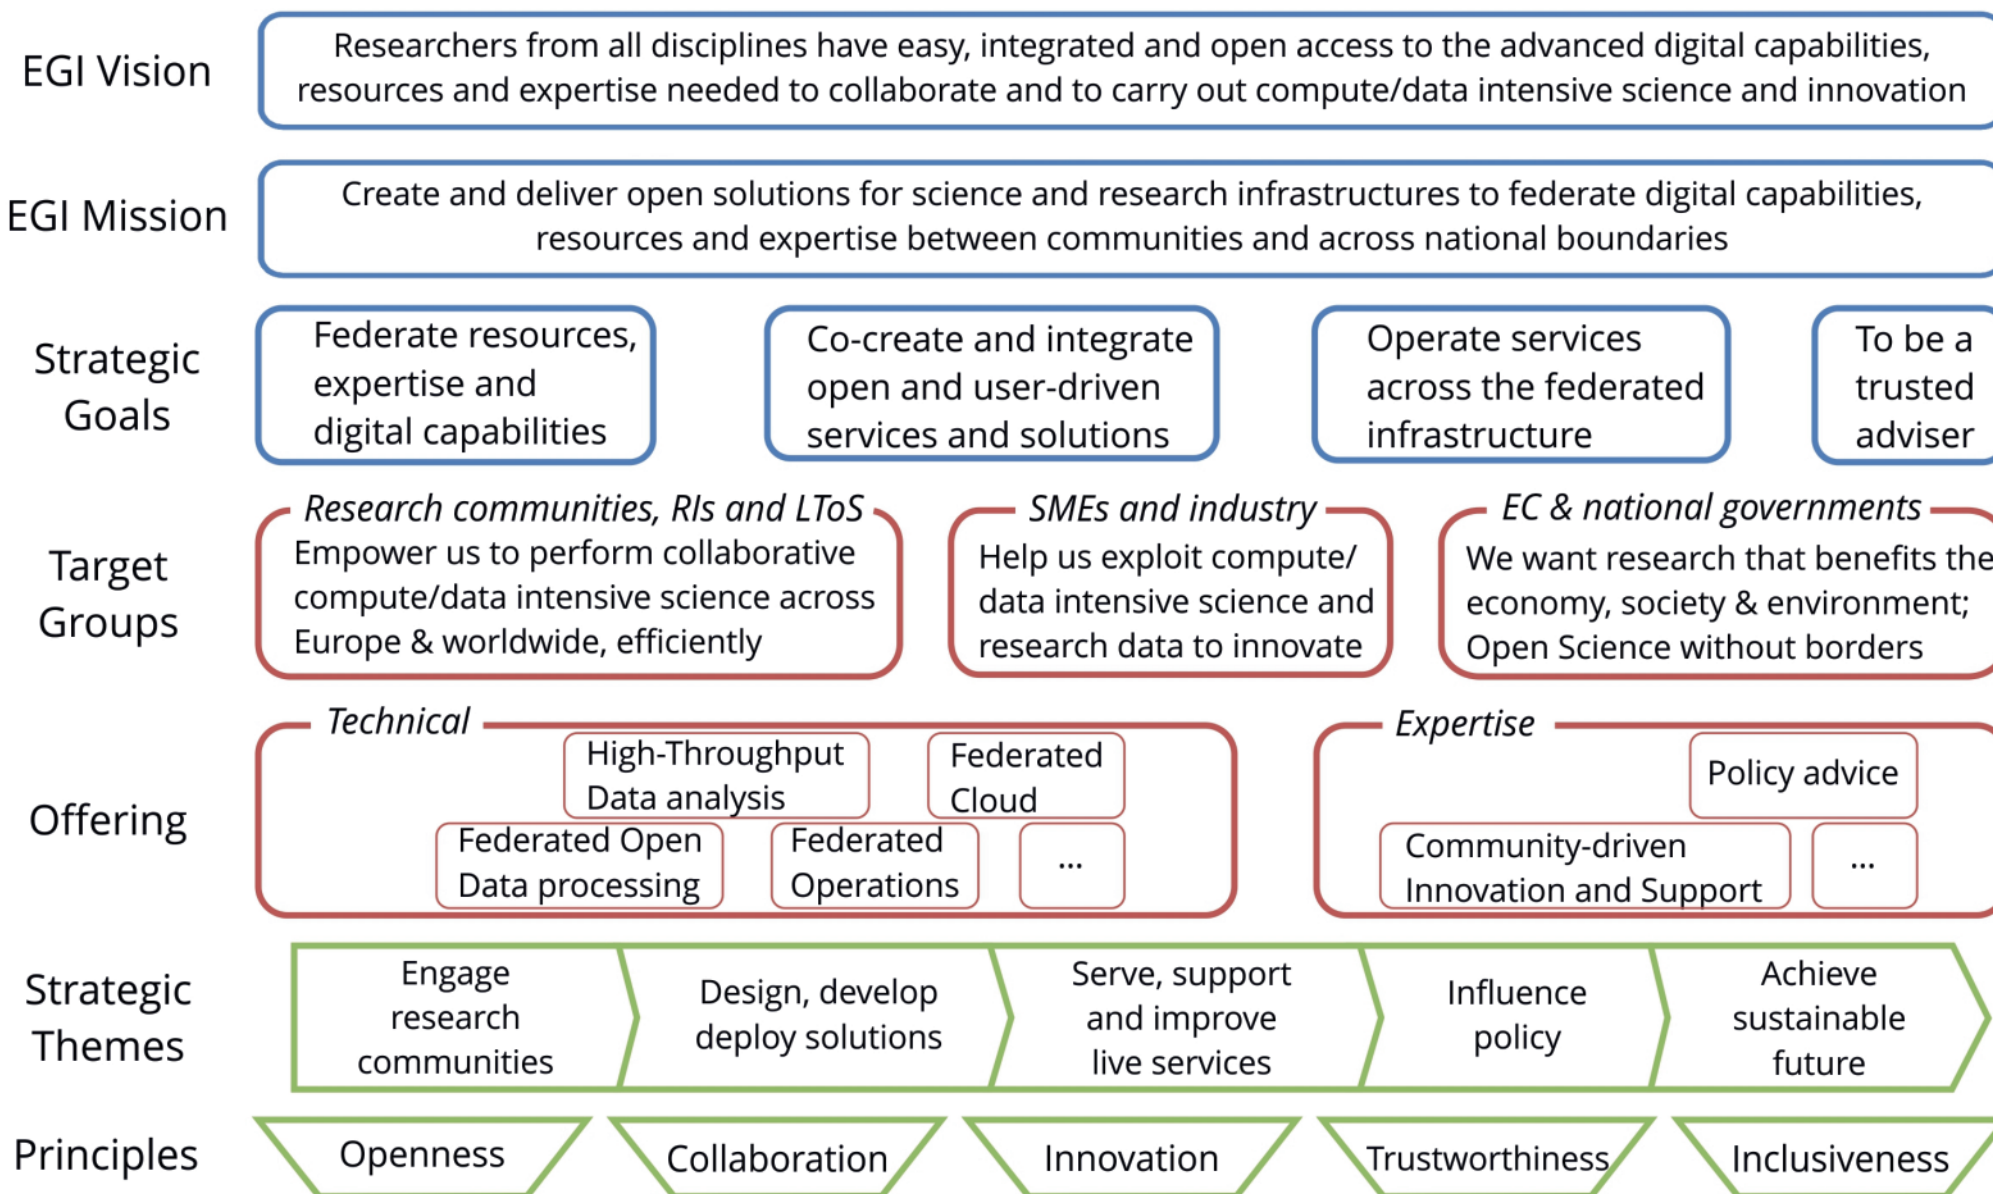 EGI Vision
Researchers from all disciplines have easy, integrated and open access to the advanced digital capabilities,
resources and expertise needed to collaborate and to carry out compute/data intensive science and innovation
EGI Mission
Create and deliver open solutions for science and research infrastructures to federate digital capabilities,
resources and expertise between communities and across national boundaries
Strategic
Goals
Federate resources,
expertise and
digital capabilities
Co-create and integrate
open and user-driven
services and solutions
Operate services
across the federated
infrastructure
To be a
trusted
adviser
Target
Groups
Research communities, RIs and LToS
Empower us to perform collaborative
compute/data intensive science across
Europe & worldwide, efficiently
SMEs and industry
Help us exploit compute/
data intensive science and
research data to innovate
EC & national governments
We want research that benefits the
economy, society & environment;
Open Science without borders
Offering
Technical
High-Throughput
Data analysis
Federated
Cloud
Federated Open
Data processing
Federated
Operations
...
Expertise
Policy advice
Community-driven
Innovation and Support
...
Strategic
Themes
Engage
research
communities
Design, develop
deploy solutions
Serve, support
and improve
live services
Influence
policy
Achieve
sustainable
future
Principles
Openness
Collaboration
Innovation
Trustworthiness
Inclusiveness